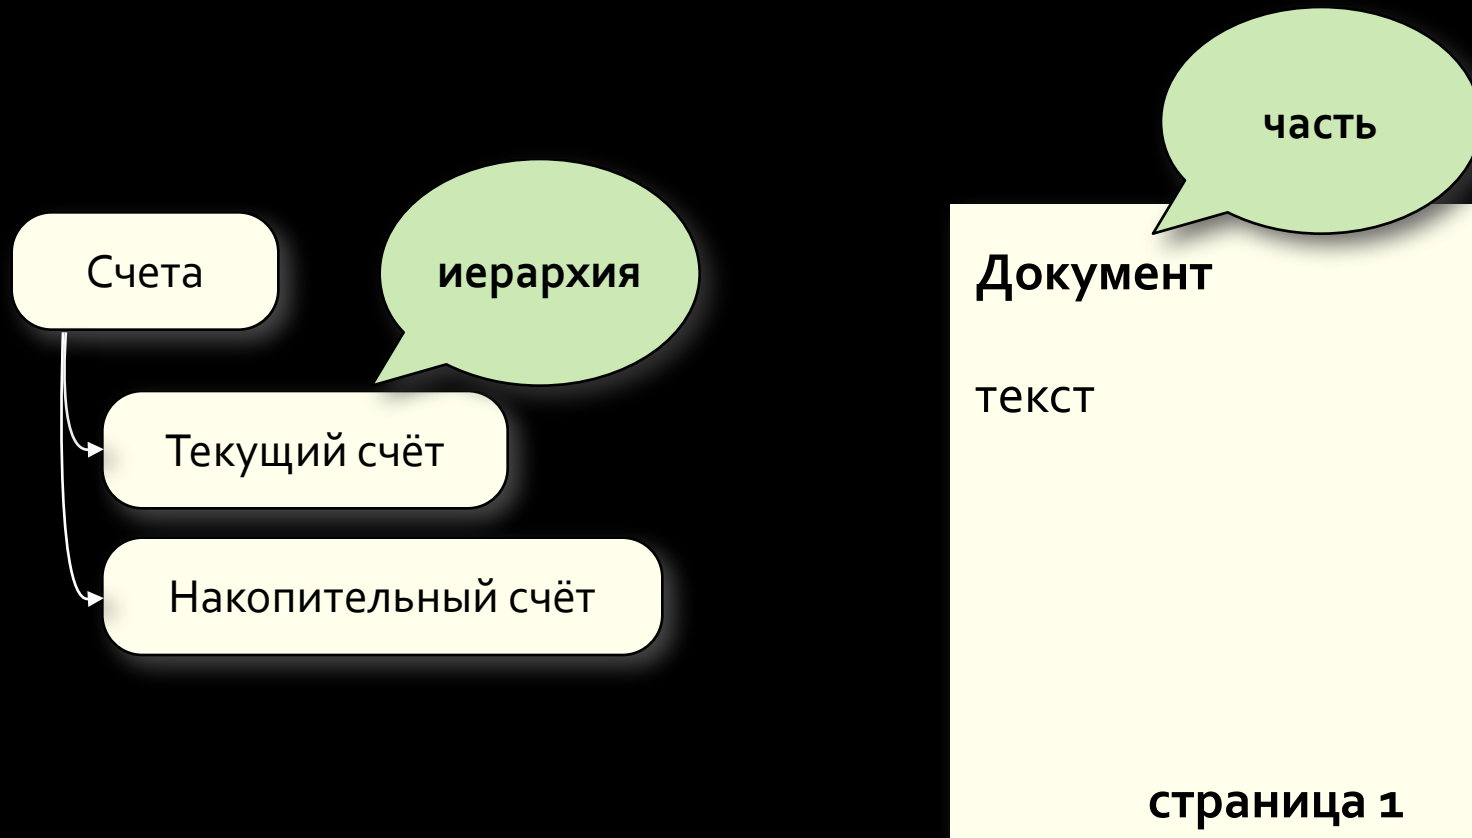 часть
иерархия
Счета
Документ
текст
Текущий счёт
Накопительный счёт
страница 1